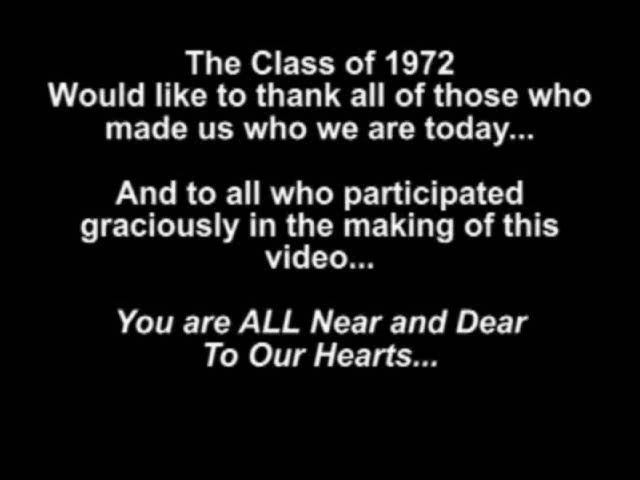 The Class of 1972
Would like to thank all of those who
made us who we are today...
And to all who participated
graciously in the making of this
video...
You are ALL Near and Dear
To Our Hearts...